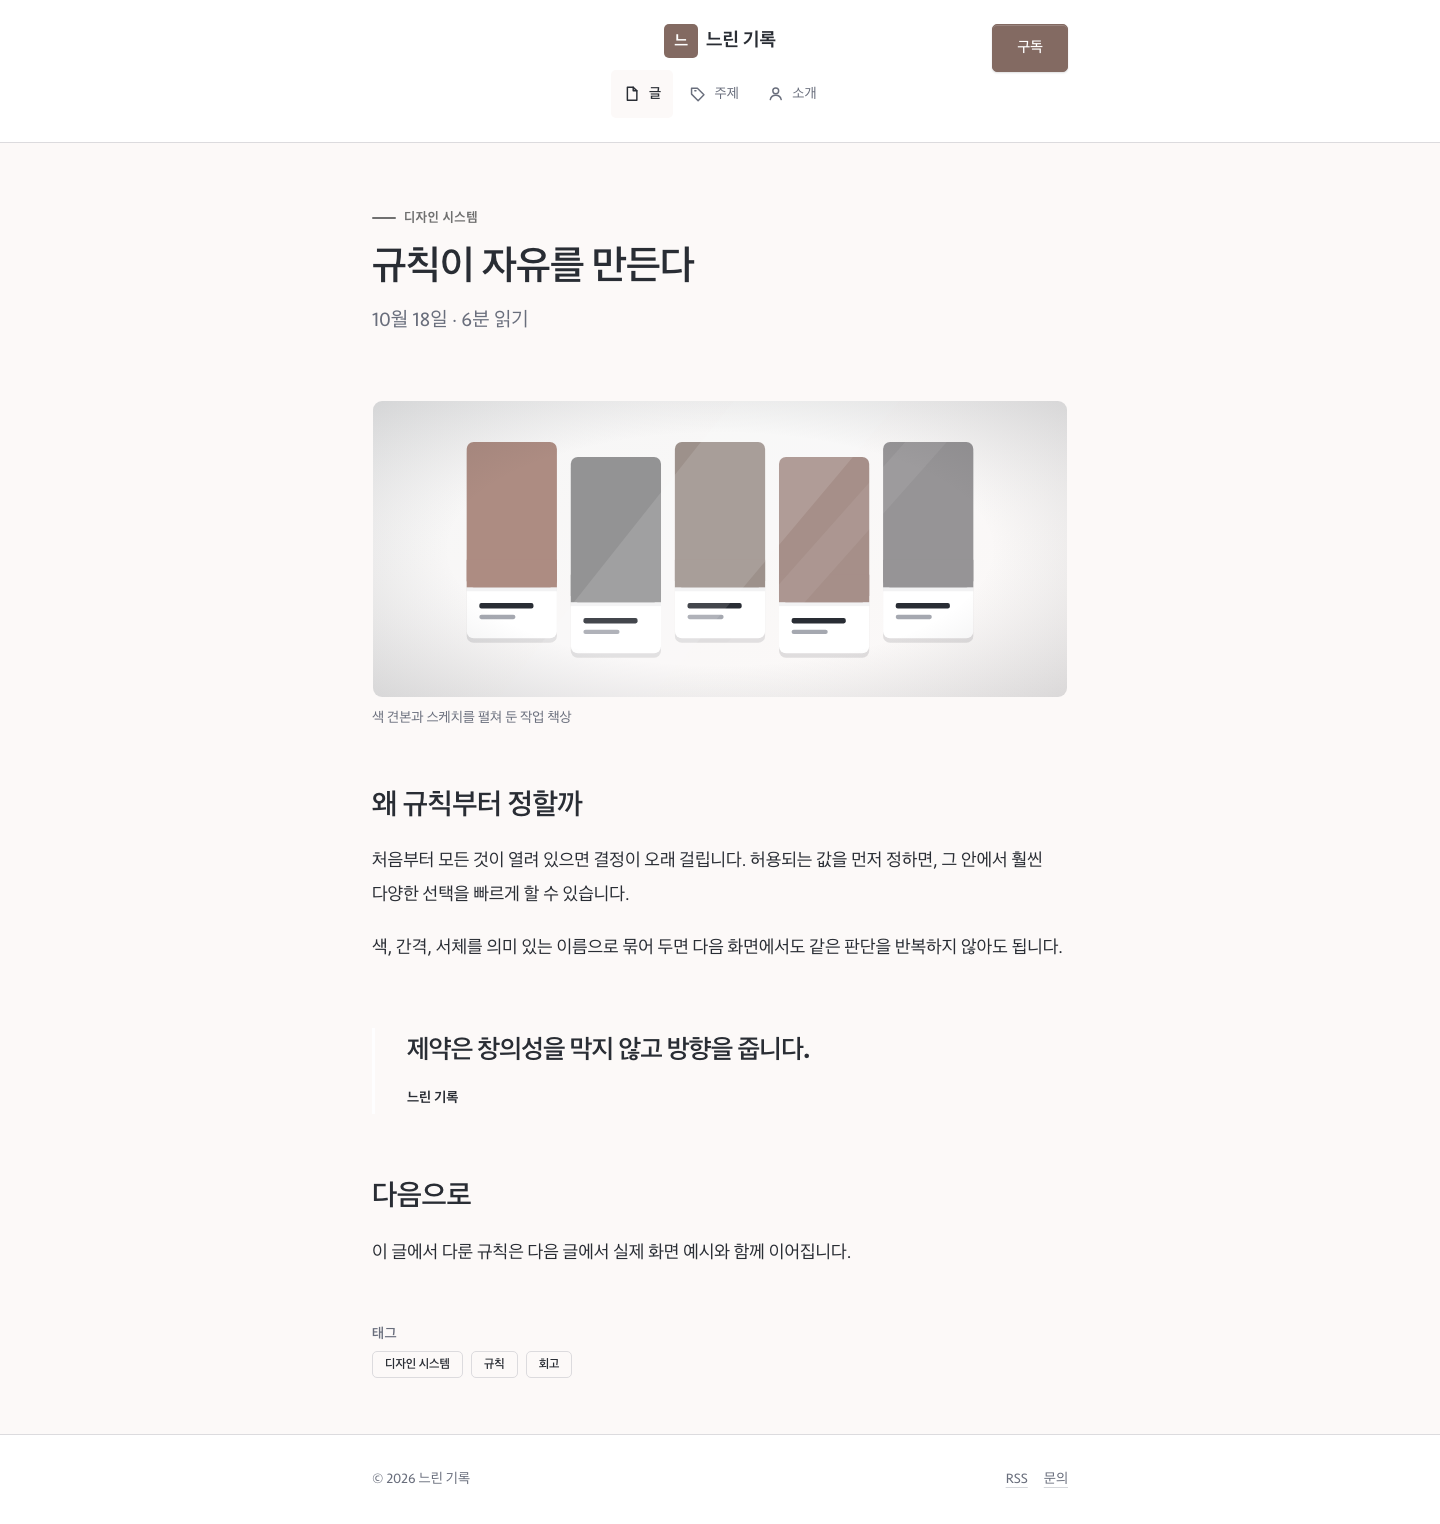 느 느린 기록
구독
글 주제 소개
디자인 시스템
규칙이 자유를 만든다
10월 18일 · 6분 읽기
색 견본과 스케치를 펼쳐 둔 작업 책상
왜 규칙부터 정할까
처음부터 모든 것이 열려 있으면 결정이 오래 걸립니다. 허용되는 값을 먼저 정하면, 그 안에서 훨씬
다양한 선택을 빠르게 할 수 있습니다.
색, 간격, 서체를 의미 있는 이름으로 묶어 두면 다음 화면에서도 같은 판단을 반복하지 않아도 됩니다.
제약은 창의성을 막지 않고 방향을 줍니다.
느린 기록
다음으로
이 글에서 다룬 규칙은 다음 글에서 실제 화면 예시와 함께 이어집니다.
태그
디자인 시스템 규칙 회고
© 2026 느린 기록 RSS 문의